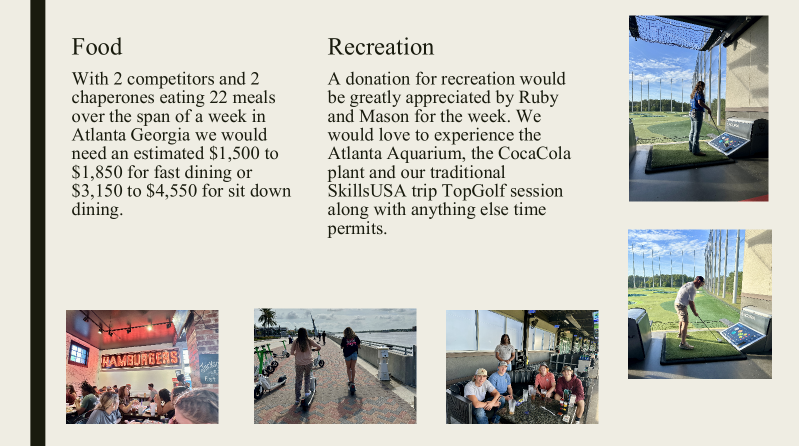 Food
With 2 competitors and 2
chaperones eating 22 meals
over the span of a week in
Atlanta Georgia we would
need an estimated $1,500 to
$1,850 for fast dining or
$3,150 to $4,550 for sit down
dining.
Recreation
A donation for recreation would
be greatly appreciated by Ruby
and Mason for the week. We
would love to experience the
Atlanta Aquarium, the CocaCola
plant and our traditional
SkillsUSA trip TopGolf session
along with anything else time
permits.
HAMBURGERS